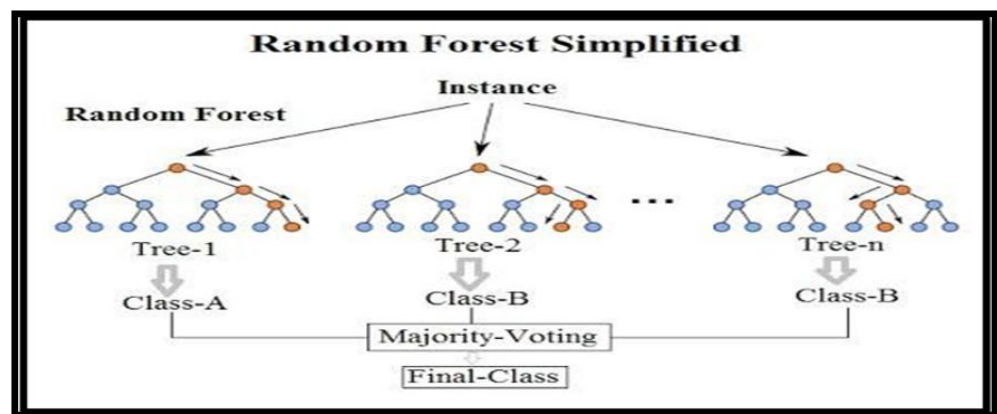 Random Forest Simplified
Instance
Random Forest
...
Tree-1 Tree-2 Tree-n
Class-A Class-B Class-B
Majority-Voting
Final-Class